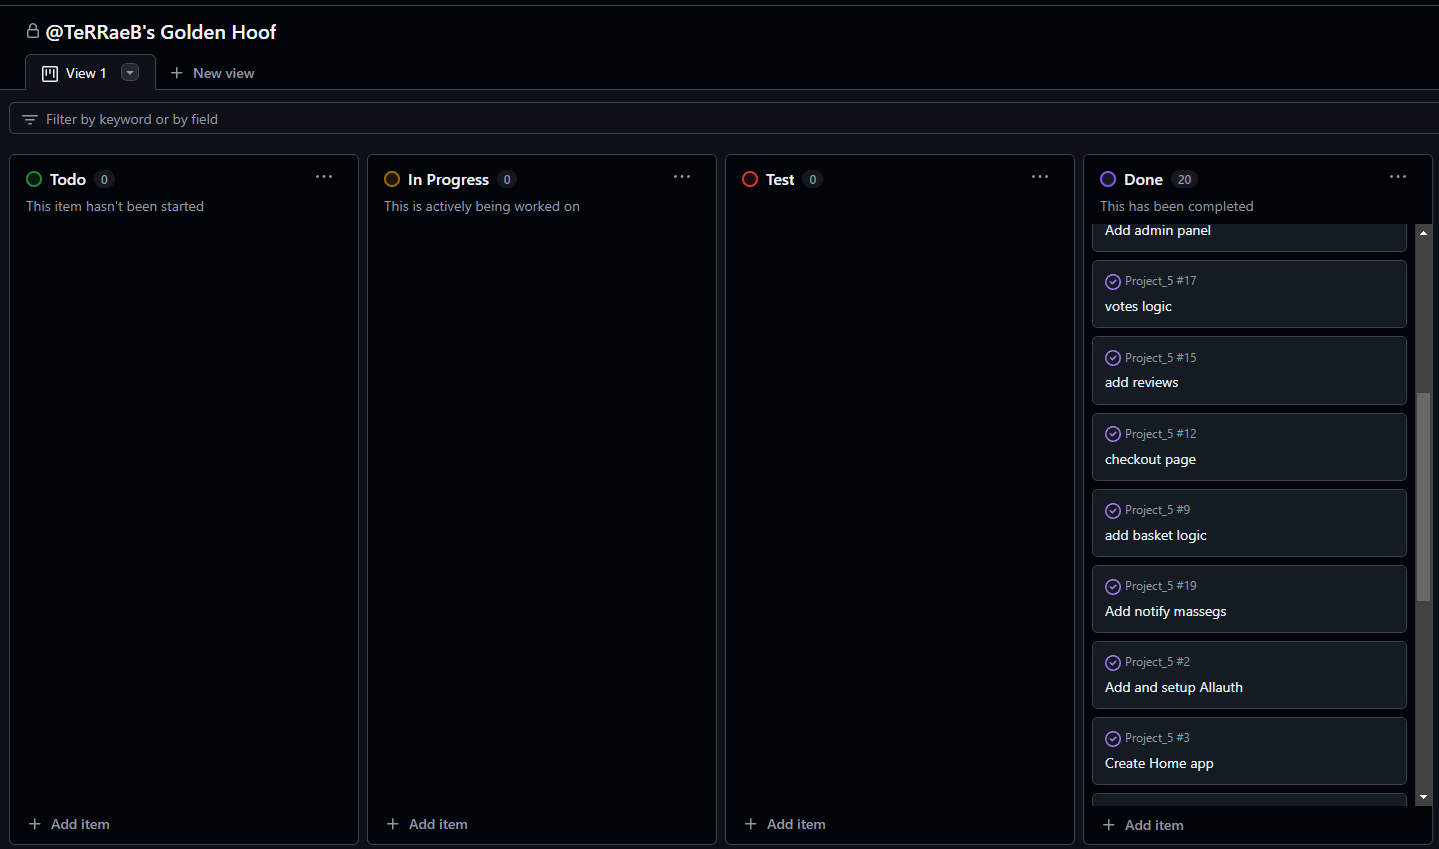 @TeRRaeB's Golden Hoof
View 1
New view
Filter by keyword or by field
Todo 0
This item hasn't been started
Add item
In Progress 0
This is actively being worked on
Add item
Test 0
Add item
Done 20
This has been completed
Add admin panel
Project_5 #17
votes logic
Project_5 #15
add reviews
Project_5 #12
checkout page
Project_5 #9
add basket logic
Project_5 #19
Add notify massegs
Project_5 #2
Add and setup Allauth
Project_5 #3
Create Home app
Add item